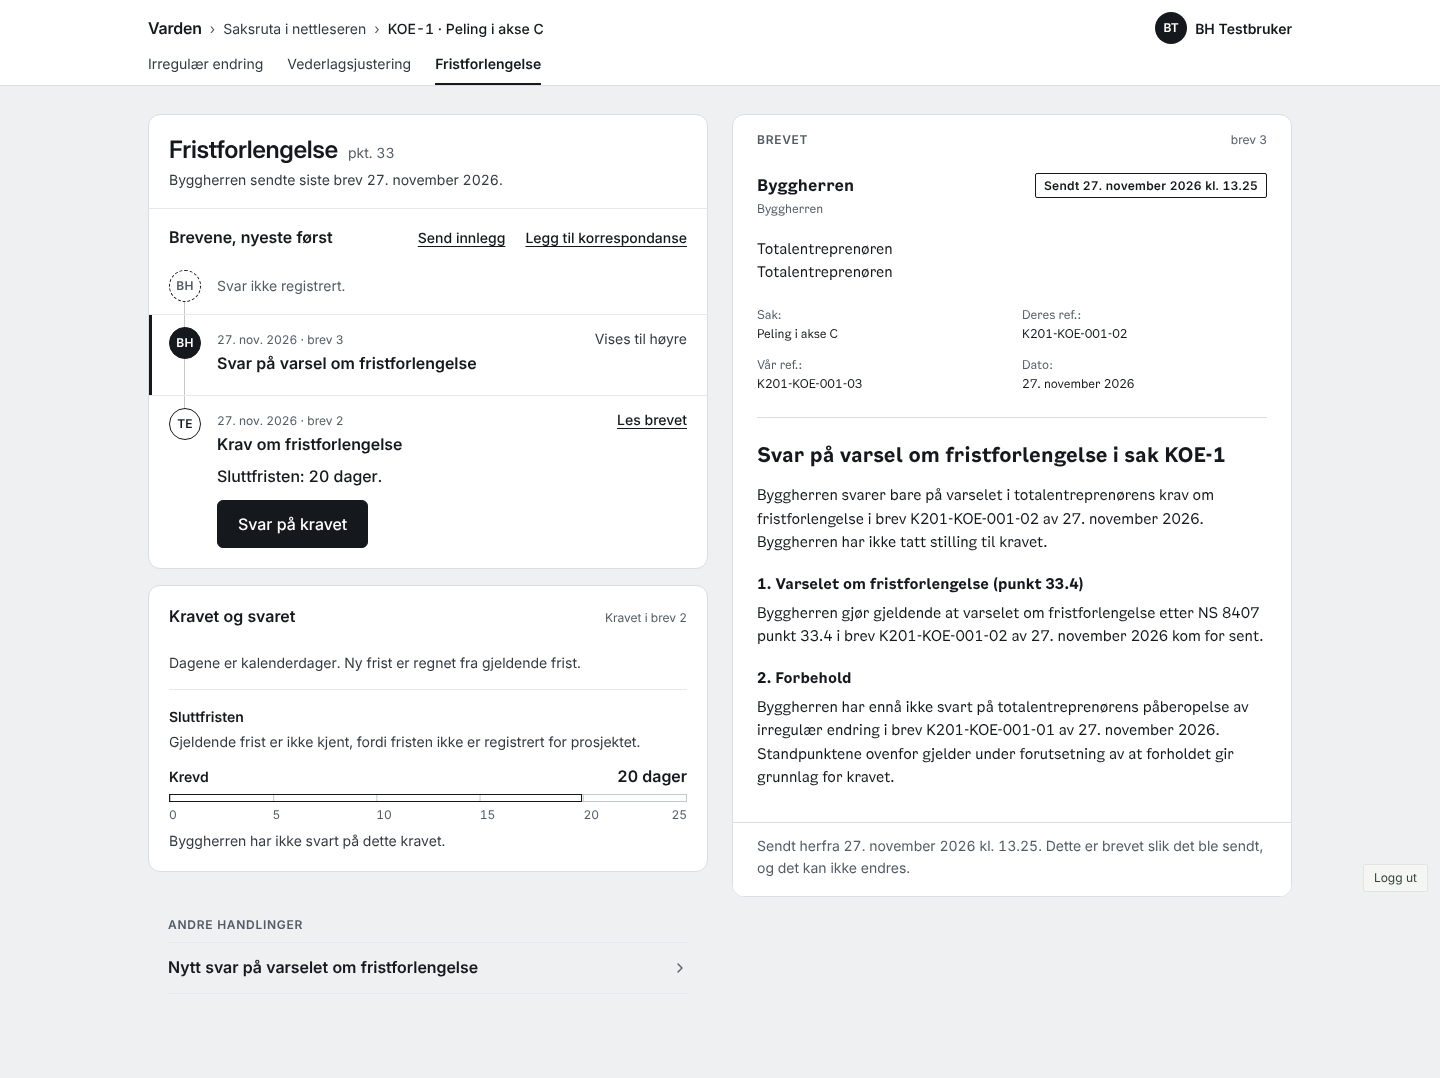 Varden › Saksruta i nettleseren › KOE-1 · Peling i akse C
BT BH Testbruker
Irregulær endring Vederlagsjustering Fristforlengelse
Fristforlengelse pkt. 33
Byggherren sendte siste brev 27. november 2026.
Brevene, nyeste først Send innlegg Legg til korrespondanse
BH Svar ikke registrert.
BH 27. nov. 2026 · brev 3 Vises til høyre
Svar på varsel om fristforlengelse
TE 27. nov. 2026 · brev 2 Les brevet
Krav om fristforlengelse
Sluttfristen: 20 dager.
Svar på kravet
Kravet og svaret Kravet i brev 2
Dagene er kalenderdager. Ny frist er regnet fra gjeldende frist.
Sluttfristen
Gjeldende frist er ikke kjent, fordi fristen ikke er registrert for prosjektet.
Krevd 20 dager
0 5 10 15 20 25
Byggherren har ikke svart på dette kravet.
ANDRE HANDLINGER
Nytt svar på varselet om fristforlengelse ›
BREVET brev 3
Byggherren Sendt 27. november 2026 kl. 13.25
Byggherren
Totalentreprenøren
Totalentreprenøren
Sak: Deres ref.:
Peling i akse C K201-KOE-001-02
Vår ref.: Dato:
K201-KOE-001-03 27. november 2026
Svar på varsel om fristforlengelse i sak KOE-1
Byggherren svarer bare på varselet i totalentreprenørens krav om
fristforlengelse i brev K201-KOE-001-02 av 27. november 2026.
Byggherren har ikke tatt stilling til kravet.
1. Varselet om fristforlengelse (punkt 33.4)
Byggherren gjør gjeldende at varselet om fristforlengelse etter NS 8407
punkt 33.4 i brev K201-KOE-001-02 av 27. november 2026 kom for sent.
2. Forbehold
Byggherren har ennå ikke svart på totalentreprenørens påberopelse av
irregulær endring i brev K201-KOE-001-01 av 27. november 2026.
Standpunktene ovenfor gjelder under forutsetning av at forholdet gir
grunnlag for kravet.
Sendt herfra 27. november 2026 kl. 13.25. Dette er brevet slik det ble sendt,
og det kan ikke endres.
Logg ut